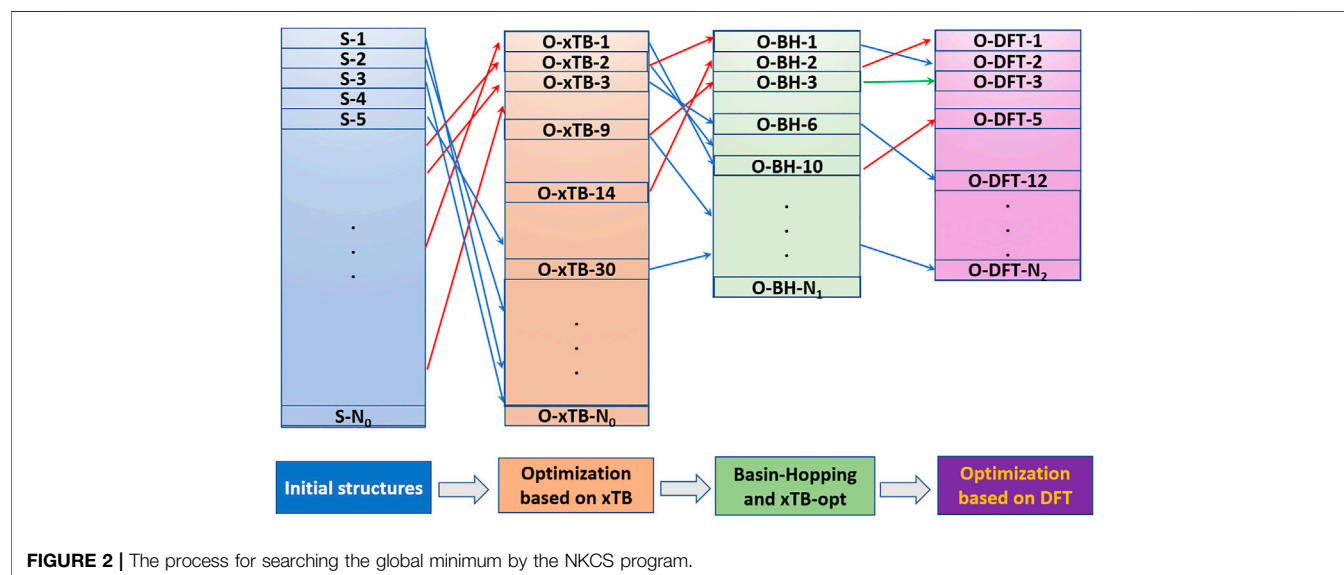 S-1
S-2
S-3
S-4
S-5
.
.
.
S-N₀
O-xTB-1
O-xTB-2
O-xTB-3
O-xTB-9
O-xTB-14
O-xTB-30
.
.
.
O-xTB-N₀
O-BH-1
O-BH-2
O-BH-3
O-BH-6
O-BH-10
.
.
.
O-BH-N₁
O-DFT-1
O-DFT-2
O-DFT-3
O-DFT-5
O-DFT-12
.
.
.
O-DFT-N₂
Initial structures
Optimization
based on xTB
Basin-Hopping
and xTB-opt
Optimization
based on DFT
FIGURE 2 | The process for searching the global minimum by the NKCS program.